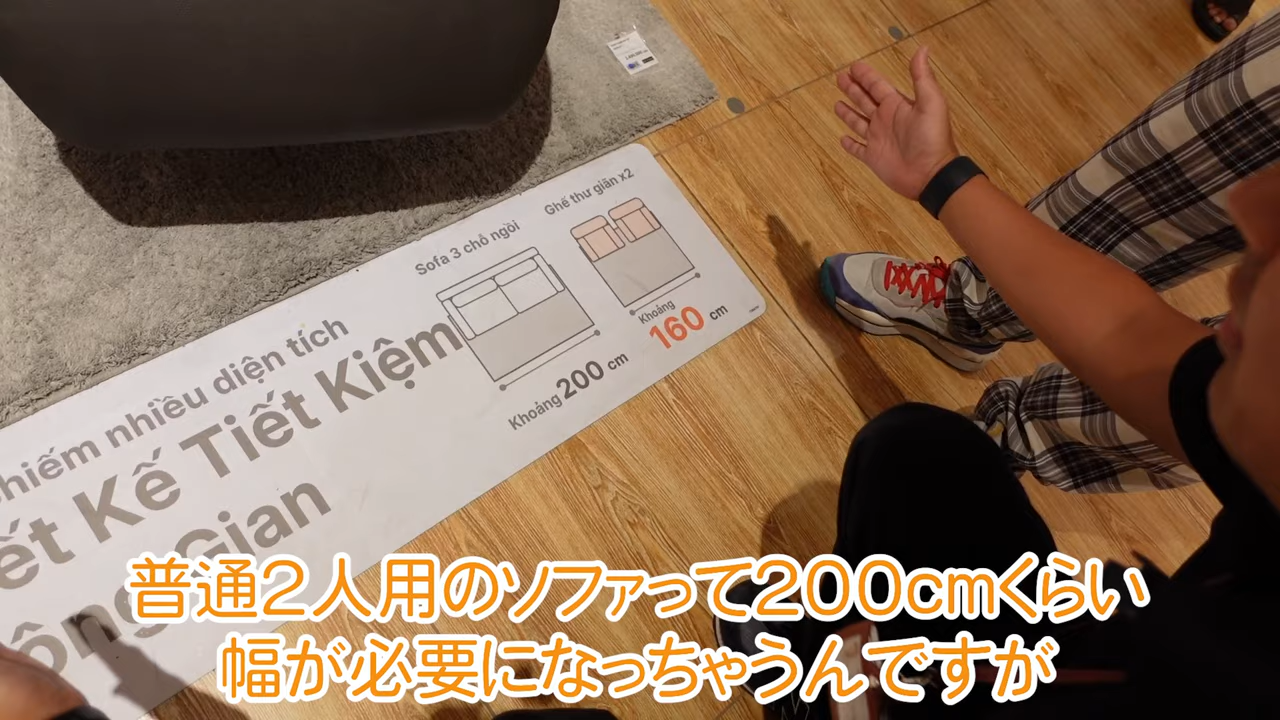 Ghế thư giãn x2
Sofa 3 chỗ ngồi
Khoảng
160 cm
Khoảng 200 cm
nhiều diện tích
Kế Tiết Kiệm
Gian
普通2人用のソファって200cmくらい
幅が必要になっちゃうんですが